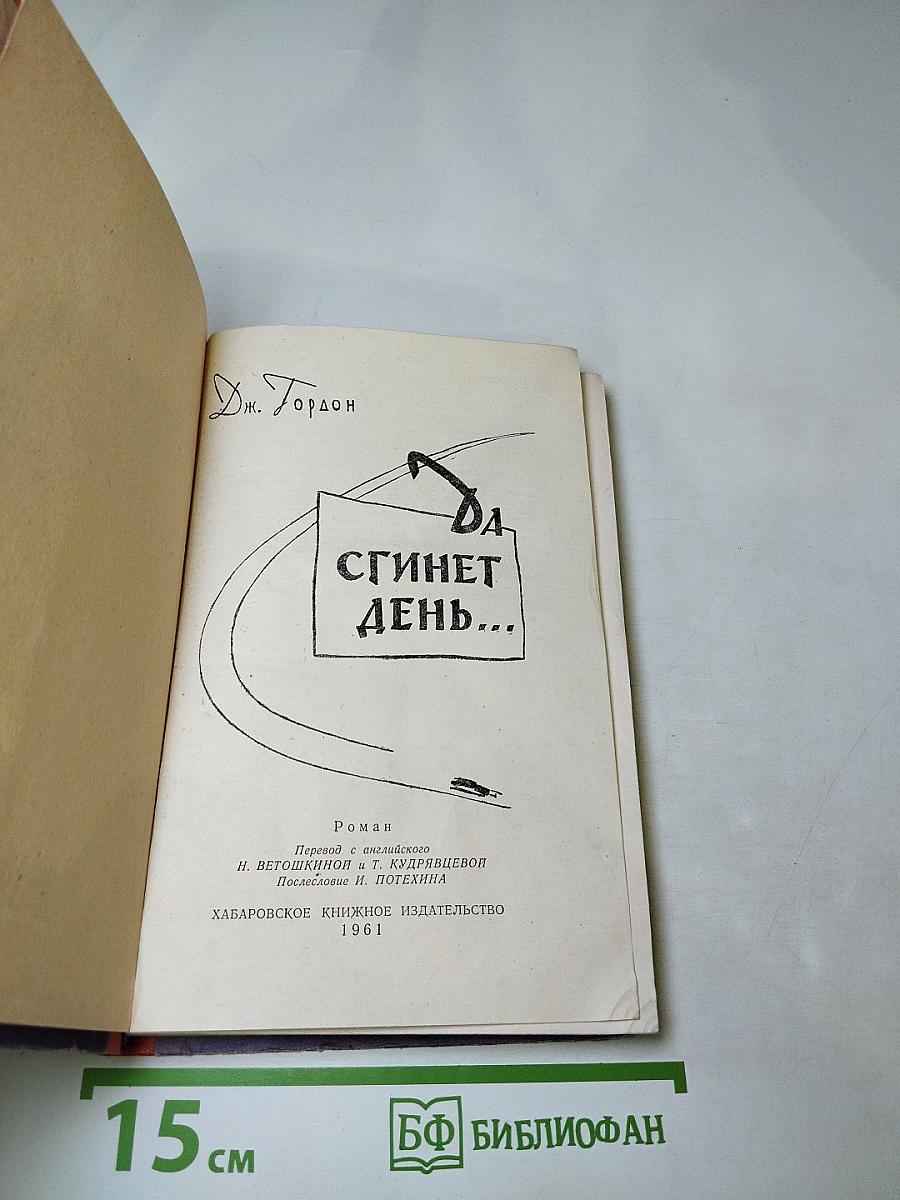 Дж. Гордон
Да
сгинет
день...
Роман
Перевод с английского
Н. ВЕТОШКИНОЙ и Т. КУДРЯВЦЕВОЙ
Послесловие И. ПОТЕХИНА
ХАБАРОВСКОЕ КНИЖНОЕ ИЗДАТЕЛЬСТВО
1961
15 см
БФ БИБЛИОФАН